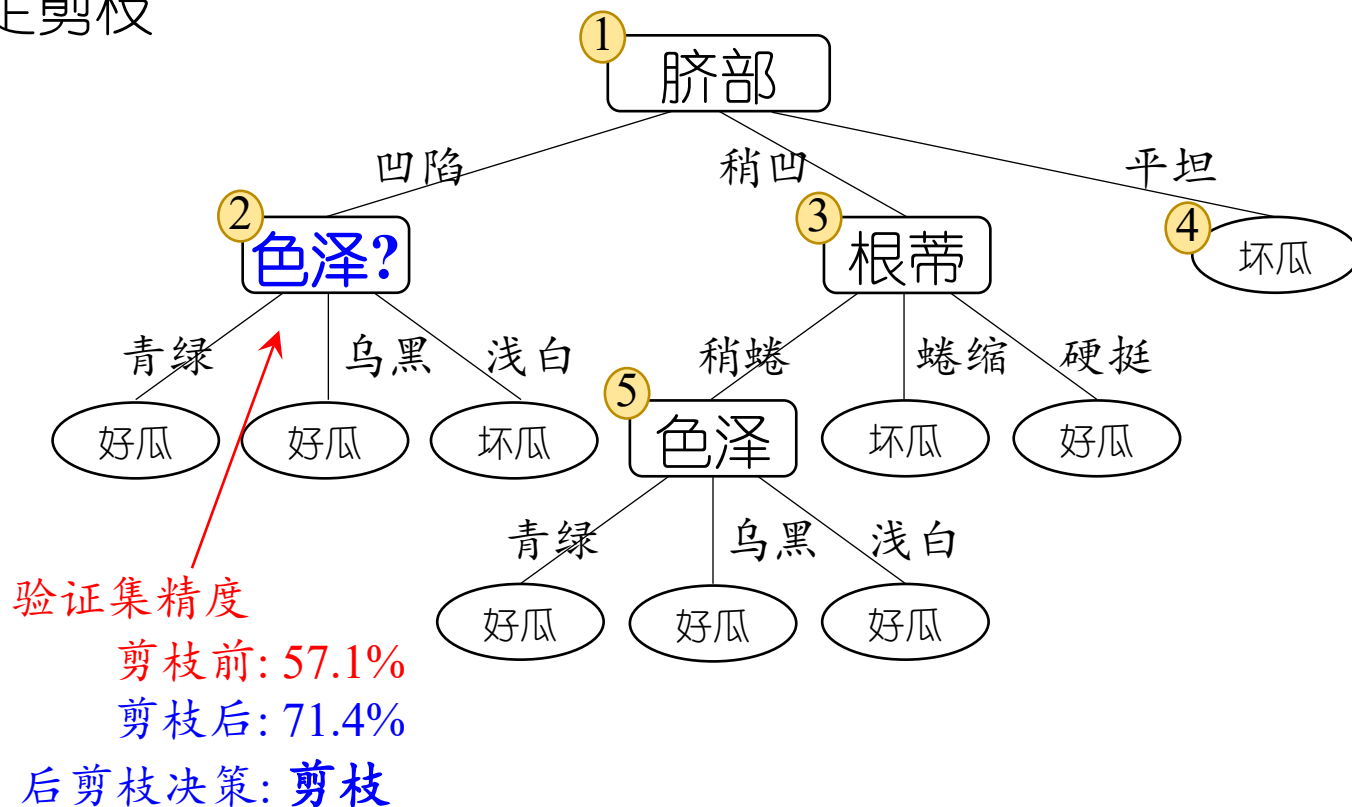 定剪枝
1
脐部
凹陷 稍凹 平坦
2 色泽? 3 根蒂 4 坏瓜
青绿 乌黑 浅白 稍蜷 蜷缩 硬挺
好瓜 好瓜 坏瓜 5 色泽 坏瓜 好瓜
青绿 乌黑 浅白
好瓜 好瓜 好瓜
验证集精度
剪枝前: 57.1%
剪枝后: 71.4%
后剪枝决策: 剪枝